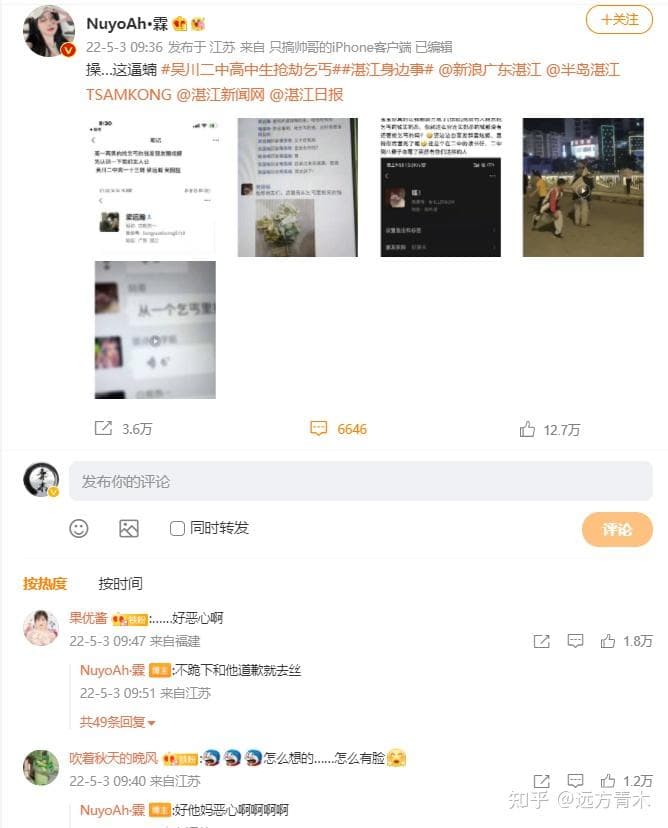 NuyoAh·霖
+关注
22-5-3 09:36 发布于 江苏 来自 只搞帅哥的iPhone客户端 已编辑
操...这逼蝻 #吴川二中高中生抢劫乞丐##湛江身边事# @新浪广东湛江 @半岛湛江
TSAMKONG @湛江新闻网 @湛江日报
笔记
从一个乞丐里
3.6万
6646
12.7万
发布你的评论
同时转发
评论
按热度 按时间
果优酱 铁粉:......好恶心啊
22-5-3 09:47 来自福建
1.8万
NuyoAh·霖 博主:不跪下和他道歉就去丝
22-5-3 09:51 来自江苏
共49条回复
吹着秋天的晚风 铁粉:怎么想的......怎么有脸
22-5-3 09:40 来自江苏
1.2万
NuyoAh·霖 博主:好他妈恶心啊啊啊啊
知乎 @远方青木